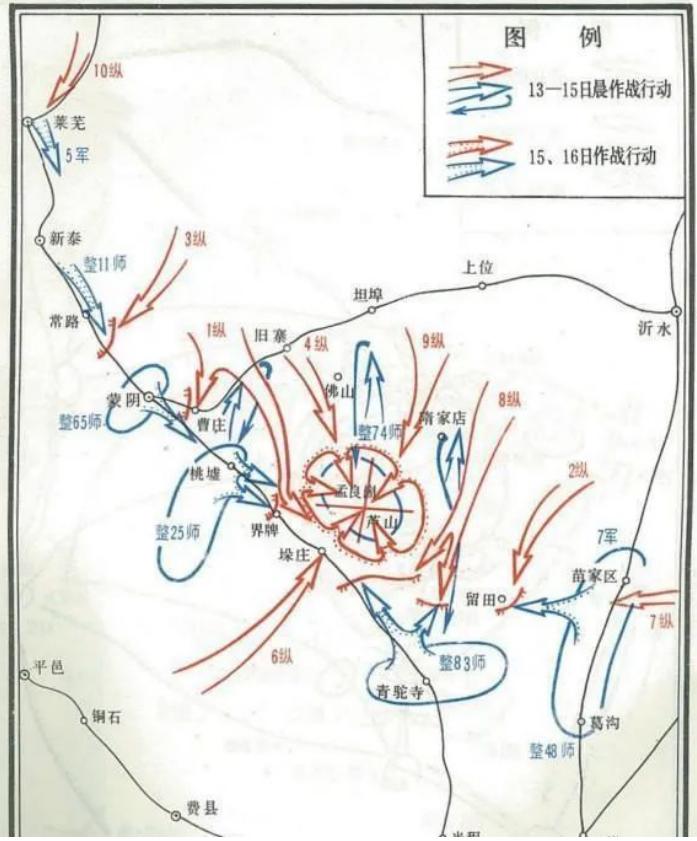 图 例
13—15日晨作战行动
15、16日作战行动
10纵
莱芜
5军
新泰
整11师
3纵
常路
上位
坦埠
沂水
旧寨
1纵
4纵
9纵
佛山
8纵
蒙阴
曹庄
整65师
整74师
隋家店
桃墟
孟良崮
芦山
2纵
整25师
界牌
垛庄
7军
苗家区
留田
7纵
6纵
整83师
青驼寺
平邑
铜石
葛沟
整48师
费县